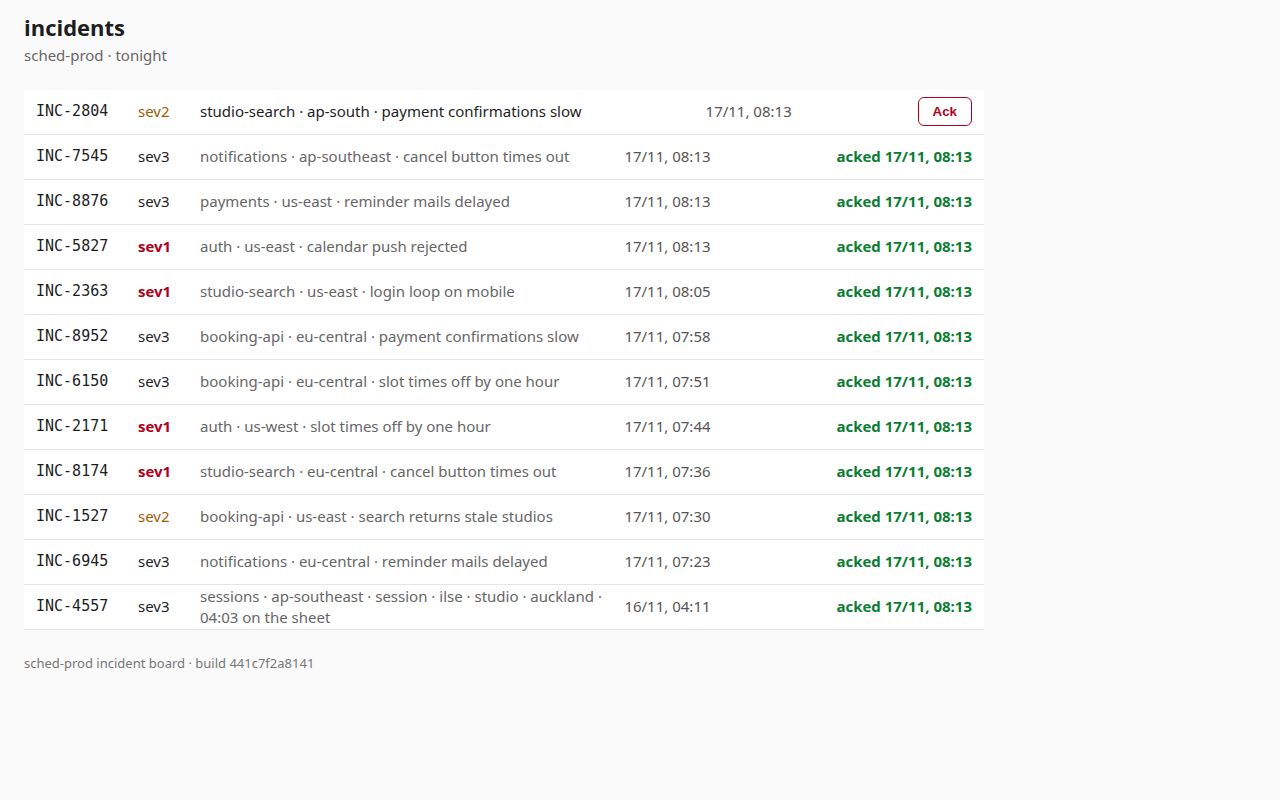 incidents
sched-prod · tonight
INC-2804 sev2 studio-search · ap-south · payment confirmations slow 17/11, 08:13 Ack
INC-7545 sev3 notifications · ap-southeast · cancel button times out 17/11, 08:13 acked 17/11, 08:13
INC-8876 sev3 payments · us-east · reminder mails delayed 17/11, 08:13 acked 17/11, 08:13
INC-5827 sev1 auth · us-east · calendar push rejected 17/11, 08:13 acked 17/11, 08:13
INC-2363 sev1 studio-search · us-east · login loop on mobile 17/11, 08:05 acked 17/11, 08:13
INC-8952 sev3 booking-api · eu-central · payment confirmations slow 17/11, 07:58 acked 17/11, 08:13
INC-6150 sev3 booking-api · eu-central · slot times off by one hour 17/11, 07:51 acked 17/11, 08:13
INC-2171 sev1 auth · us-west · slot times off by one hour 17/11, 07:44 acked 17/11, 08:13
INC-8174 sev1 studio-search · eu-central · cancel button times out 17/11, 07:36 acked 17/11, 08:13
INC-1527 sev2 booking-api · us-east · search returns stale studios 17/11, 07:30 acked 17/11, 08:13
INC-6945 sev3 notifications · eu-central · reminder mails delayed 17/11, 07:23 acked 17/11, 08:13
INC-4557 sev3 sessions · ap-southeast · session · ilse · studio · auckland · 16/11, 04:11 acked 17/11, 08:13
04:03 on the sheet
sched-prod incident board · build 441c7f2a8141